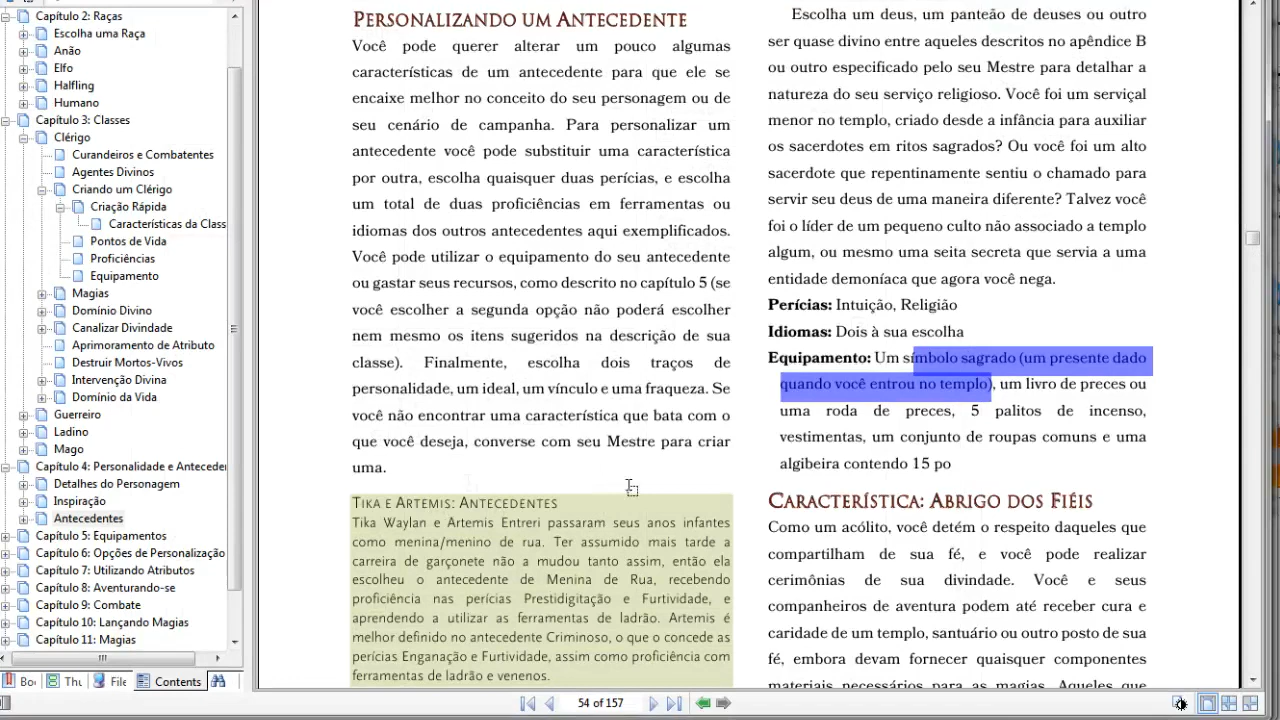 Capítulo 2: Raças
Escolha uma Raça
Anão
Elfo
Halfling
Humano
Capítulo 3: Classes
Clérigo
Curandeiros e Combatentes
Agentes Divinos
Criando um Clérigo
Criação Rápida
Características da Class
Pontos de Vida
Proficiências
Equipamento
Magias
Domínio Divino
Canalizar Divindade
Aprimoramento de Atributo
Destruir Mortos-Vivos
Intervenção Divina
Domínio da Vida
Guerreiro
Ladino
Mago
Capítulo 4: Personalidade e Anteceden
Detalhes do Personagem
Inspiração
Antecedentes
Capítulo 5: Equipamentos
Capítulo 6: Opções de Personalização
Capítulo 7: Utilizando Atributos
Capítulo 8: Aventurando-se
Capítulo 9: Combate
Capítulo 10: Lançando Magias
Capítulo 11: Magias
Bo
Thu
File
Contents
PERSONALIZANDO UM ANTECEDENTE
Você pode querer alterar um pouco algumas
características de um antecedente para que ele se
encaixe melhor no conceito do seu personagem ou de
seu cenário de campanha. Para personalizar um
antecedente você pode substituir uma característica
por outra, escolha quaisquer duas perícias, e escolha
um total de duas proficiências em ferramentas ou
idiomas dos outros antecedentes aqui exemplificados.
Você pode utilizar o equipamento do seu antecedente
ou gastar seus recursos, como descrito no capítulo 5 (se
você escolher a segunda opção não poderá escolher
nem mesmo os itens sugeridos na descrição de sua
classe). Finalmente, escolha dois traços de
personalidade, um ideal, um vínculo e uma fraqueza. Se
você não encontrar uma característica que bata com o
que você deseja, converse com seu Mestre para criar
uma.
TIKA E ARTEMIS: ANTECEDENTES
Tika Waylan e Artemis Entreri passaram seus anos infantes
como menina/menino de rua. Ter assumido mais tarde a
carreira de garçonete não a mudou tanto assim, então ela
escolheu o antecedente de Menina de Rua, recebendo
proficiência nas perícias Prestidigitação e Furtividade, e
aprendendo a utilizar as ferramentas de ladrão. Artemis é
melhor definido no antecedente Criminoso, o que o concede as
perícias Enganação e Furtividade, assim como proficiência com
ferramentas de ladrão e venenos.
Escolha um deus, um panteão de deuses ou outro
ser quase divino entre aqueles descritos no apêndice B
ou outro especificado pelo seu Mestre para detalhar a
natureza do seu serviço religioso. Você foi um serviçal
menor no templo, criado desde a infância para auxiliar
os sacerdotes em ritos sagrados? Ou você foi um alto
sacerdote que repentinamente sentiu o chamado para
servir seu deus de uma maneira diferente? Talvez você
foi o líder de um pequeno culto não associado a templo
algum, ou mesmo uma seita secreta que servia a uma
entidade demoníaca que agora você nega.
Perícias: Intuição, Religião
Idiomas: Dois à sua escolha
Equipamento: Um símbolo sagrado (um presente dado
quando você entrou no templo), um livro de preces ou
uma roda de preces, 5 palitos de incenso,
vestimentas, um conjunto de roupas comuns e uma
algibeira contendo 15 po
CARACTERÍSTICA: ABRIGO DOS FIÉIS
Como um acólito, você detém o respeito daqueles que
compartilham de sua fé, e você pode realizar
cerimônias de sua divindade. Você e seus
companheiros de aventura podem até receber cura e
caridade de um templo, santuário ou outro posto de sua
fé, embora devam fornecer quaisquer componentes
materiais necessários para as magias. Aqueles que
54 of 157